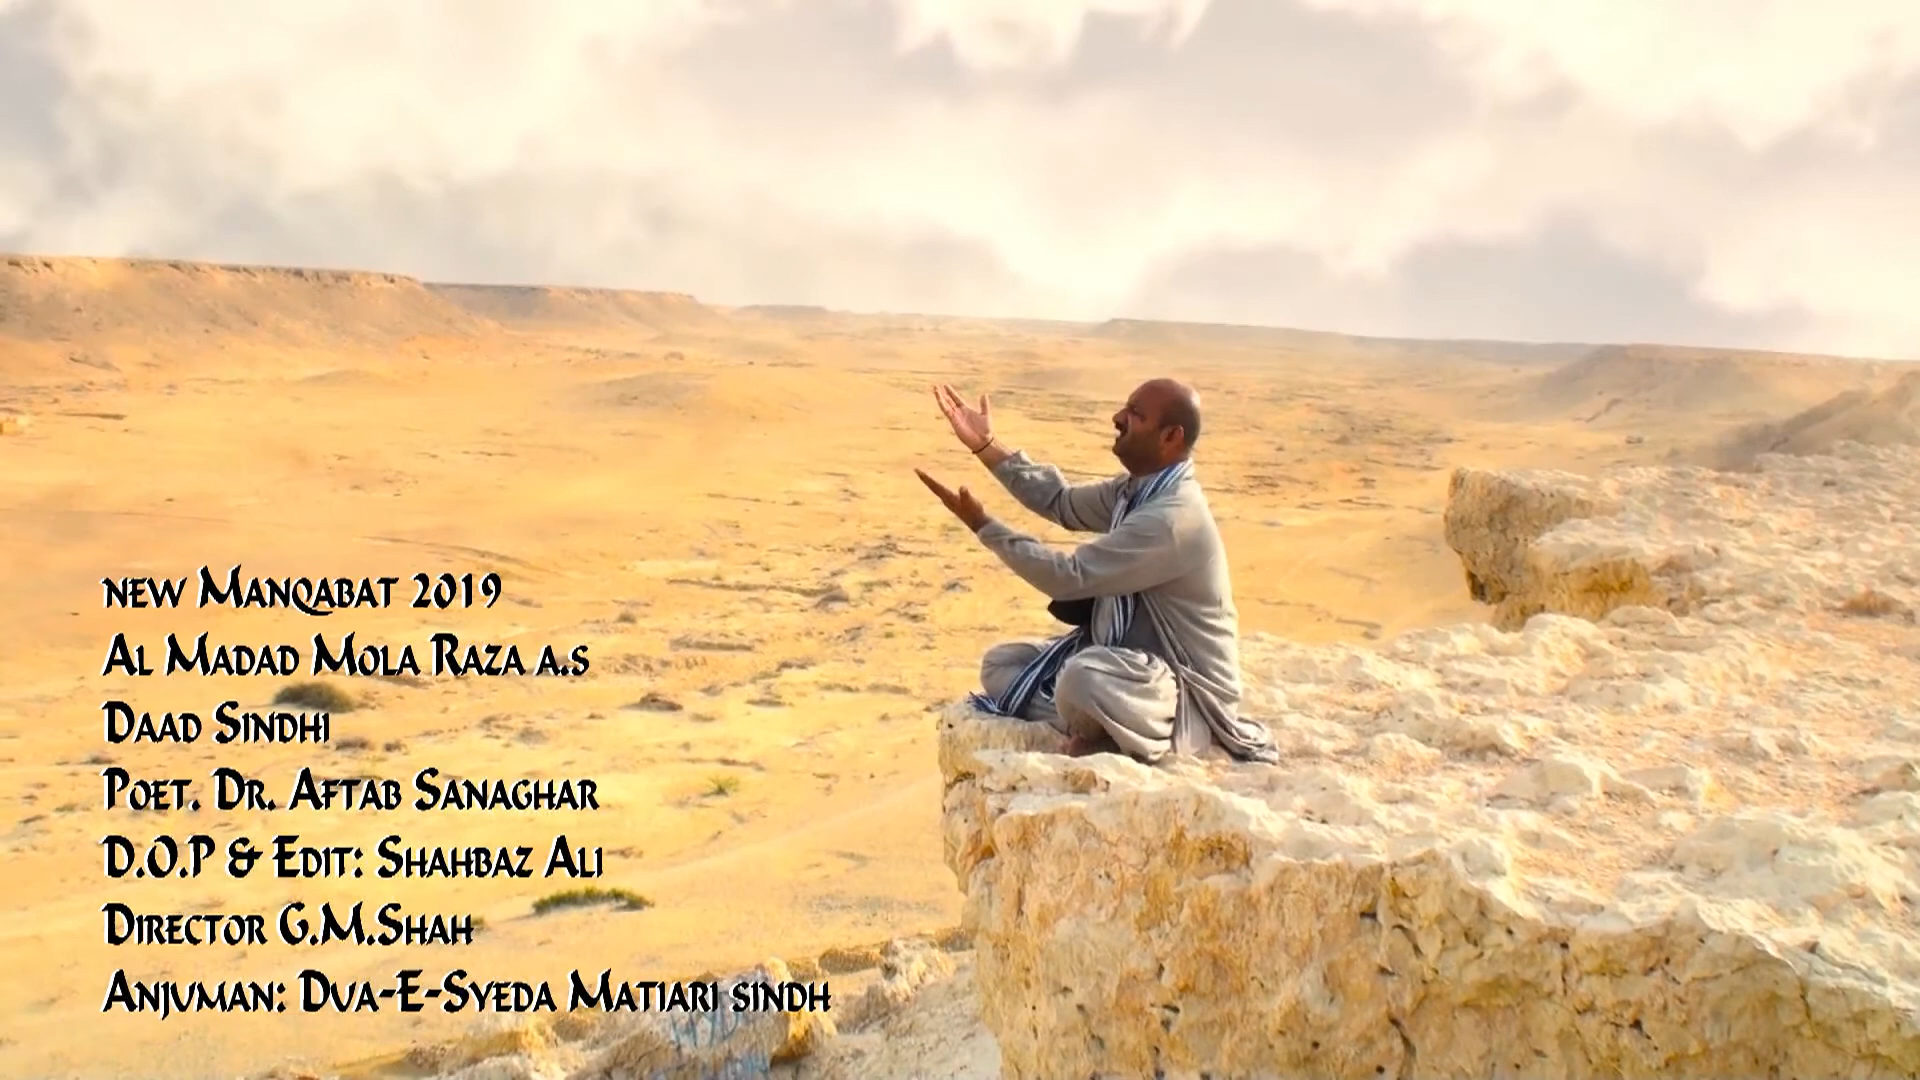 new Manqabat 2019
Al Madad Mola Raza a.s
Daad Sindhi
Poet. Dr. Aftab Sanaghar
D.O.P & Edit: Shahbaz Ali
Director G.M.Shah
Anjuman: Dua-E-Syeda Matiari sindh